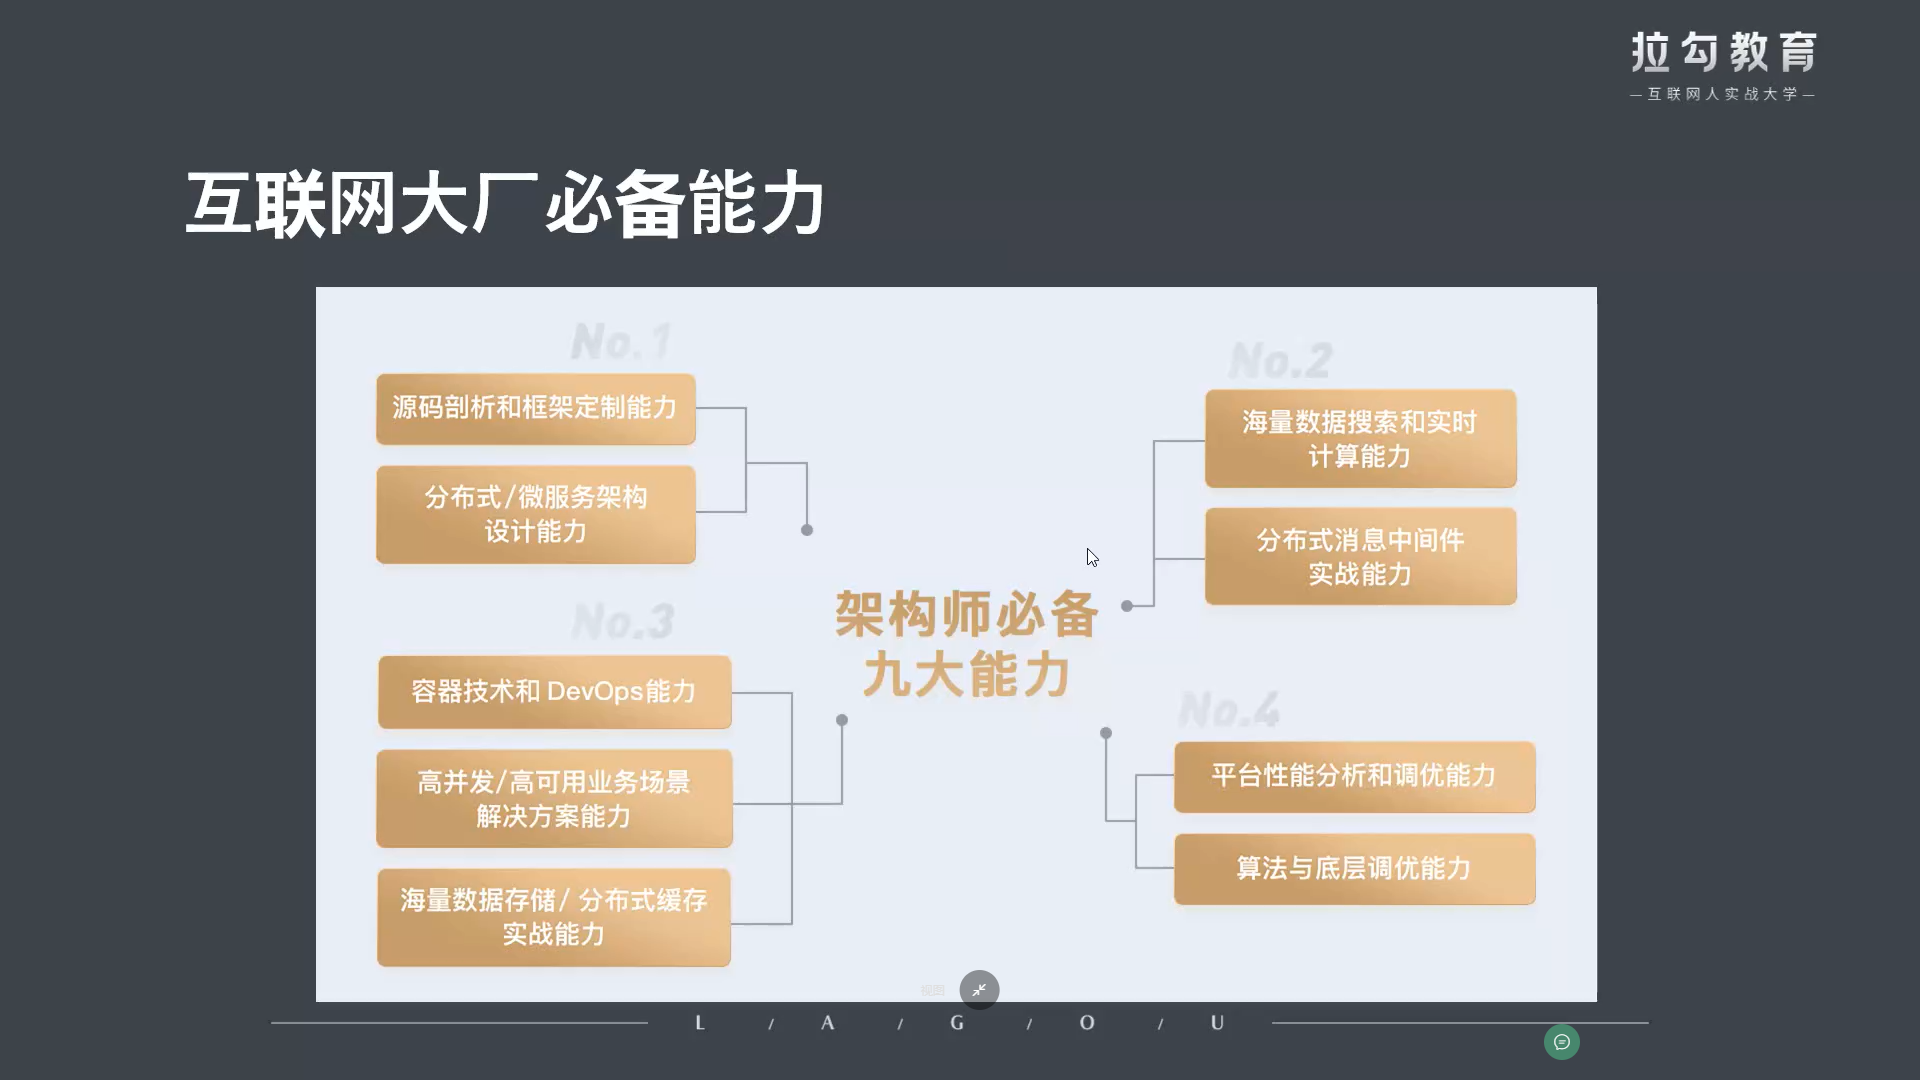 拉勾教育
—互联网人实战大学—
互联网大厂必备能力
No.1
源码剖析和框架定制能力
分布式/微服务架构
设计能力
No.2
海量数据搜索和实时
计算能力
分布式消息中间件
实战能力
架构师必备
九大能力
No.3
容器技术和 DevOps能力
高并发/高可用业务场景
解决方案能力
海量数据存储/ 分布式缓存
实战能力
No.4
平台性能分析和调优能力
算法与底层调优能力
视图
L / A / G / O / U